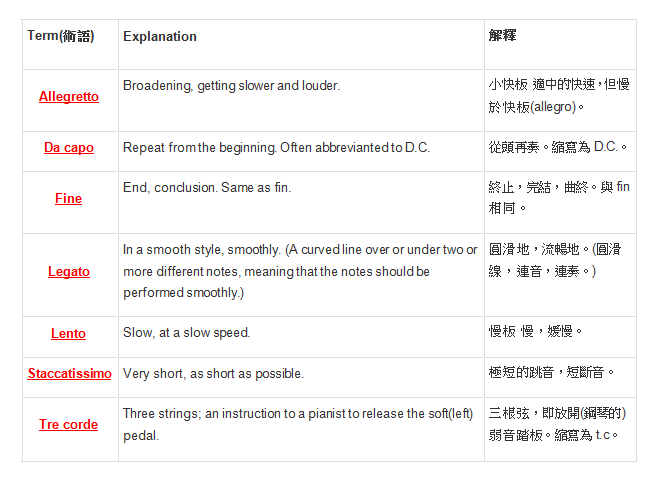 Term(術語) Explanation 解釋
Allegretto Broadening, getting slower and louder. 小快板 適中的快速，但慢
於快板(allegro)。
Da capo Repeat from the beginning. Often abbrevianted to D.C. 從頭再奏。縮寫為 D.C.。
Fine End, conclusion. Same as fin. 終止，完結，曲終。與 fin
相同。
Legato In a smooth style, smoothly. (A curved line over or under two or 圓滑地，流暢地。(圓滑
more different notes, meaning that the notes should be 線，連音，連奏。)
performed smoothly.)
Lento Slow, at a slow speed. 慢板 慢，媛慢。
Staccatissimo Very short, as short as possible. 極短的跳音，短斷音。
Tre corde Three strings; an instruction to a pianist to release the soft(left) 三根弦，即放開(鋼琴的)
pedal. 弱音踏板。縮寫為 t.c。